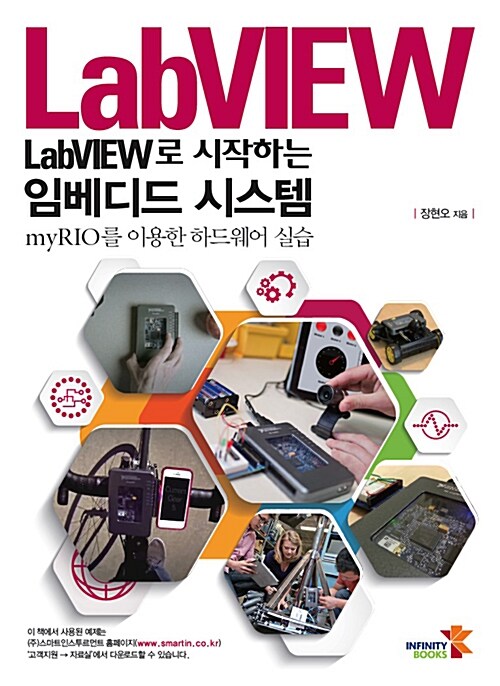 LabVIEW
LabVIEW로 시작하는
임베디드 시스템
| 장현오 지음 |
myRIO를 이용한 하드웨어 실습
이 책에서 사용된 예제는
(주)스마트인스투르먼트 홈페이지(www.smartin.co.kr)
'고객지원 → 자료실'에서 다운로드할 수 있습니다.
INFINITY
BOOKS